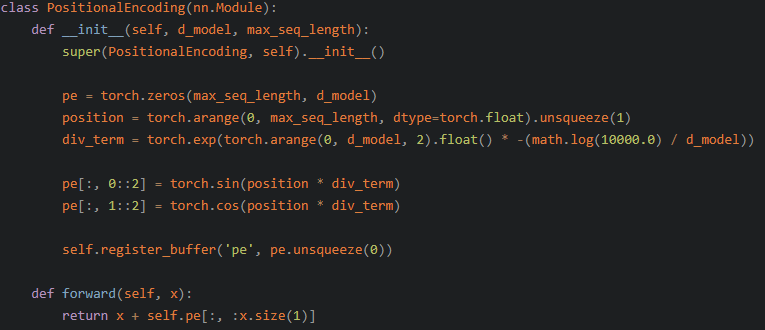 class PositionalEncoding(nn.Module):
    def __init__(self, d_model, max_seq_length):
        super(PositionalEncoding, self).__init__()

        pe = torch.zeros(max_seq_length, d_model)
        position = torch.arange(0, max_seq_length, dtype=torch.float).unsqueeze(1)
        div_term = torch.exp(torch.arange(0, d_model, 2).float() * -(math.log(10000.0) / d_model))

        pe[:, 0::2] = torch.sin(position * div_term)
        pe[:, 1::2] = torch.cos(position * div_term)

        self.register_buffer('pe', pe.unsqueeze(0))

    def forward(self, x):
        return x + self.pe[:, :x.size(1)]